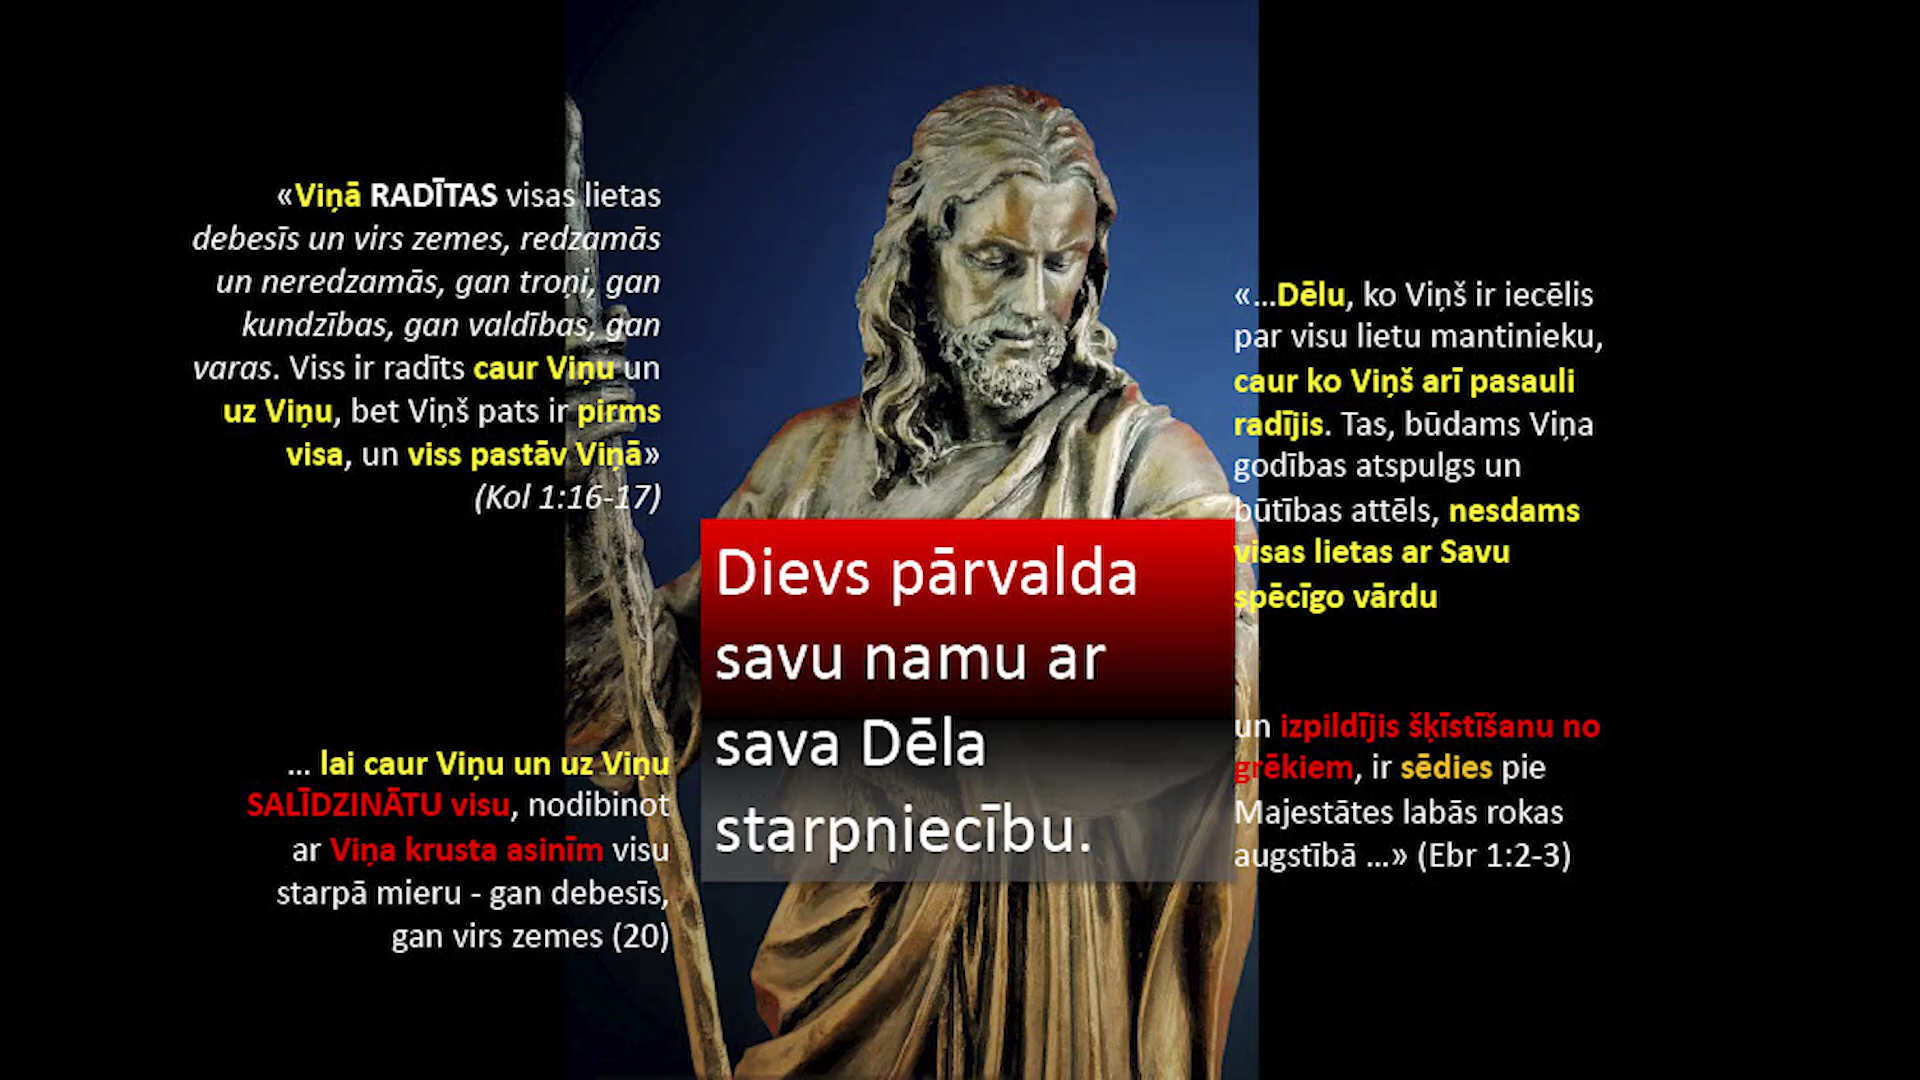 «Viņā RADĪTAS visas lietas
debesīs un virs zemes, redzamās
un neredzamās, gan troņi, gan
kundzības, gan valdības, gan
varas. Viss ir radīts caur Viņu un
uz Viņu, bet Viņš pats ir pirms
visa, un viss pastāv Viņā»
(Kol 1:16-17)
... lai caur Viņu un uz Viņu
SALĪDZINĀTU visu, nodibinot
ar Viņa krusta asinīm visu
starpā mieru - gan debesīs,
gan virs zemes (20)
Dievs pārvalda
savu namu ar
sava Dēla
starpniecību.
«...Dēlu, ko Viņš ir iecēlis
par visu lietu mantinieku,
caur ko Viņš arī pasauli
radījis. Tas, būdams Viņa
godības atspulgs un
būtības attēls, nesdams
visas lietas ar Savu
spēcīgo vārdu
un izpildījis šķīstīšanu no
grēkiem, ir sēdies pie
Majestātes labās rokas
augstībā ...» (Ebr 1:2-3)